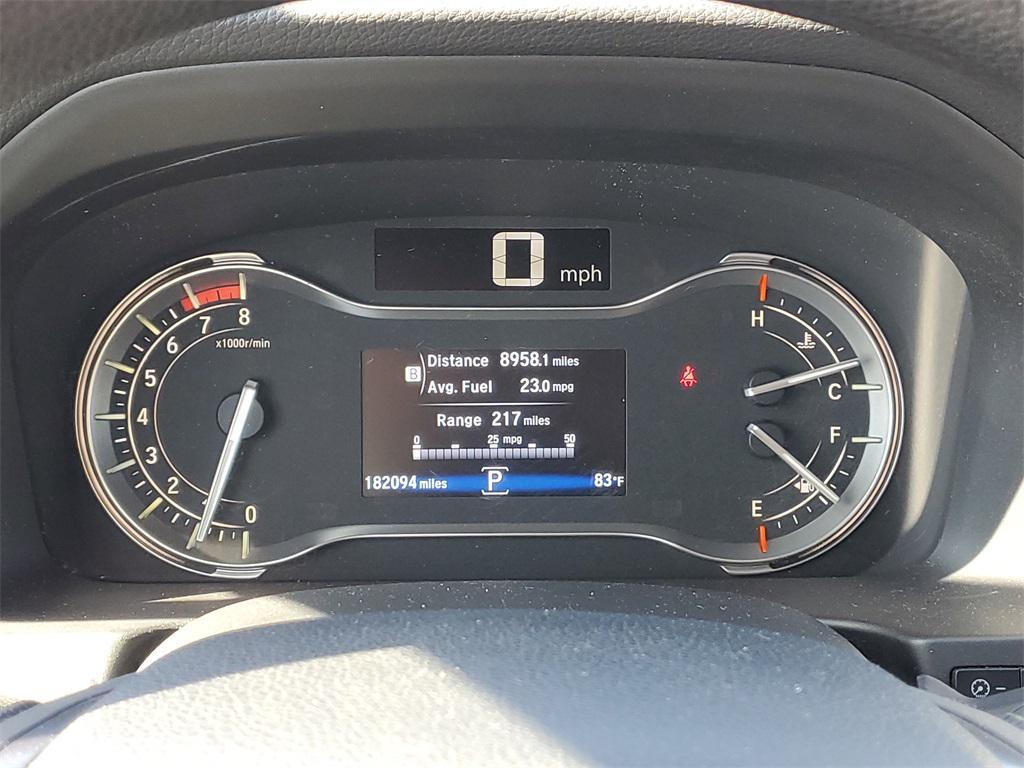 0 mph
8
7
6
x1000r/min
5
4
3
2
0
B Distance 8958.1 miles
Avg. Fuel 23.0 mpg
Range 217 miles
0 25 mpg 50
182094 miles P 83°F
H
C
F
E